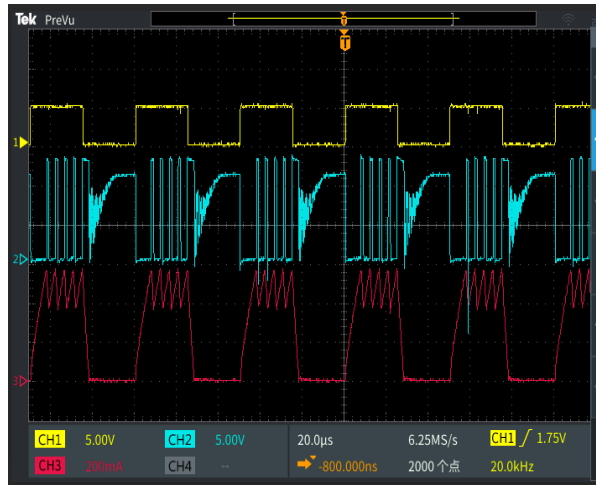 Tek PreVu
T
T
1
2
3
CH1 5.00V CH2 5.00V 20.0µs 6.25MS/s CH1 1.75V
CH3 200mA CH4 -- -800.000ns 2000 个点 20.0kHz